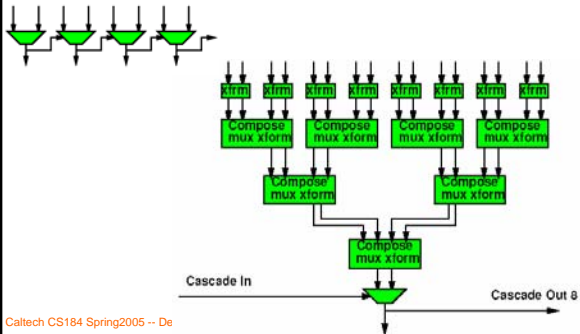 xfrm xfrm xfrm xfrm xfrm xfrm xfrm xfrm
Compose Compose Compose Compose
mux xform mux xform mux xform mux xform
Compose Compose
mux xform mux xform
Compose
mux xform
Cascade In
Cascade Out 8
Caltech CS184 Spring2005 -- De